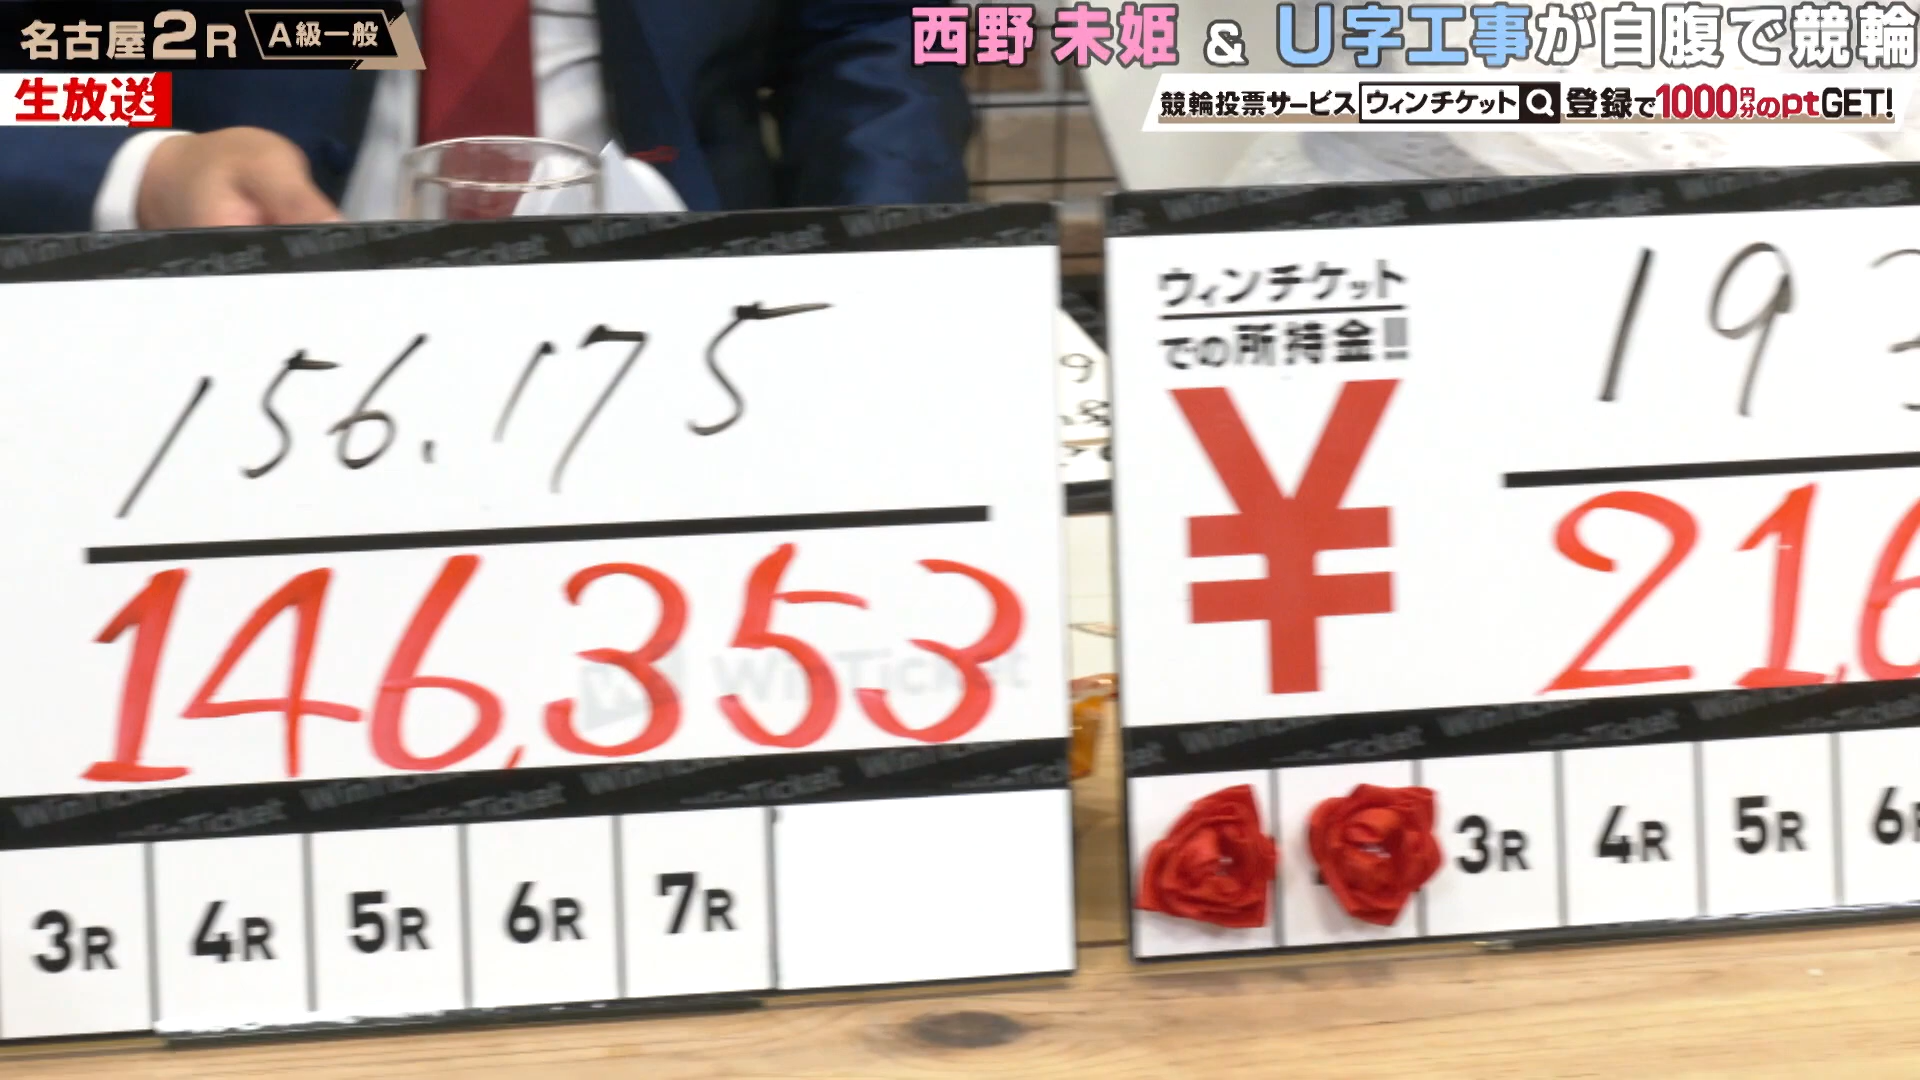 名古屋2R A級一般
生放送
西野 未姫 & U字工事が自腹で競輪
競輪投票サービス ウィンチケット 登録で1000円分のptGET!
156.175
146,353
WinTicket
3R 4R 5R 6R 7R
ウィンチケット
での所持金!!
¥
19
21,6
3R 4R 5R 6R